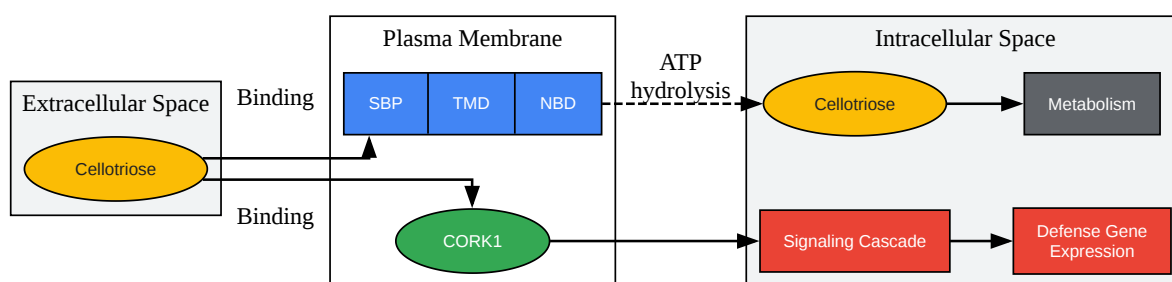 Extracellular Space
Cellotriose
Binding
Binding
Plasma Membrane
SBP
TMD
NBD
CORK1
ATP
hydrolysis
Intracellular Space
Cellotriose
Metabolism
Signaling Cascade
Defense Gene
Expression